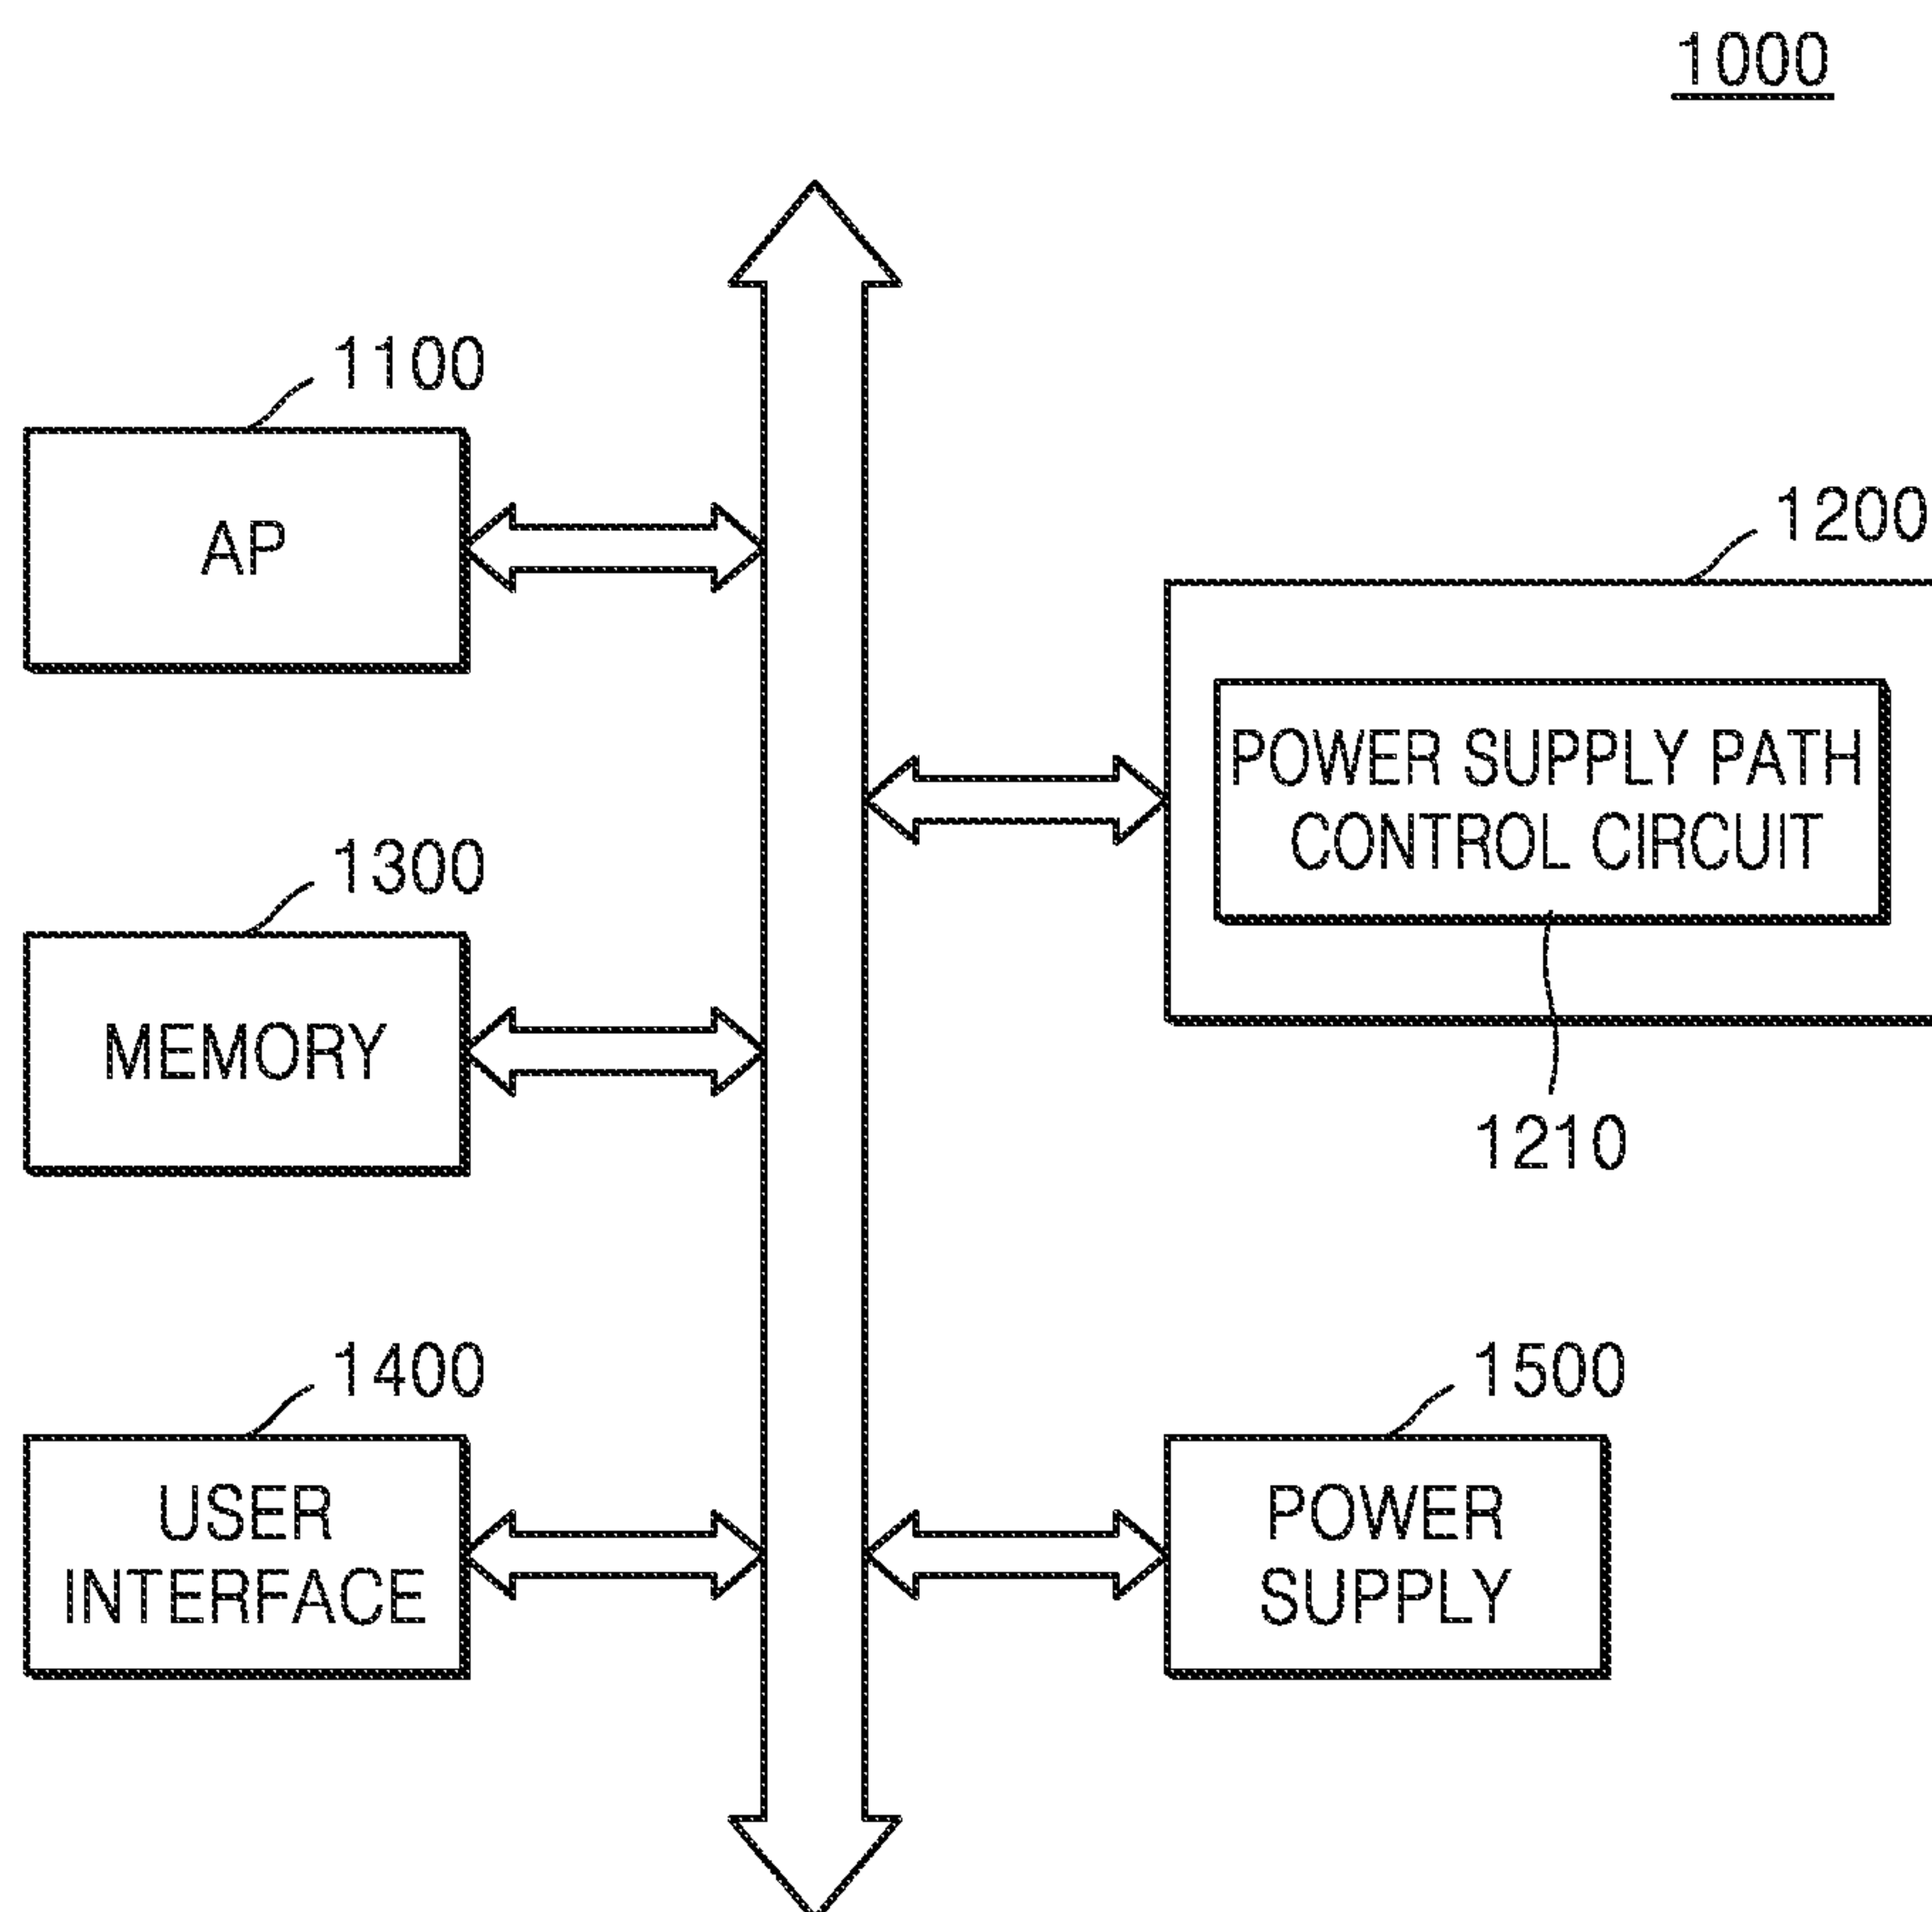 1000
1100
AP
1200
POWER SUPPLY PATH
CONTROL CIRCUIT
1210
1300
MEMORY
1400
USER
INTERFACE
1500
POWER
SUPPLY